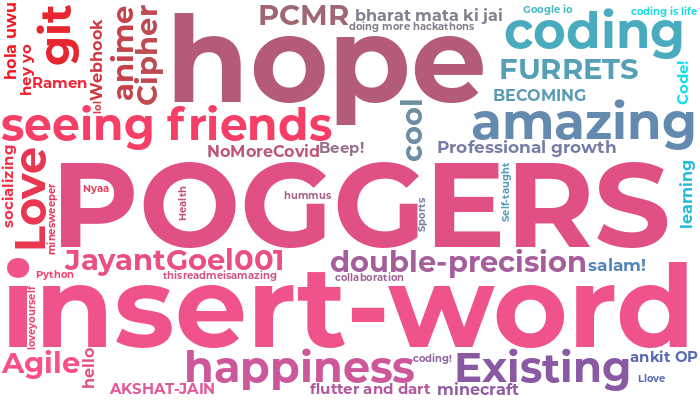 hola uwu
hey yo
git
Ramen
Webhook
lol
anime
Cipher
hope
PCMR
bharat mata ki jai
doing more hackathons
Google io
coding is life
coding
FURRETS
BECOMING
Code!
seeing friends
cool
amazing
NoMoreCovid
Beep!
Professional growth
socializing
Love
minesweeper
POGGERS
Nyaa
Health
hummus
Sports
Self-taught
learning
JayantGoel001
double-precision
salam!
Python
thisreadmeisamazing
collaboration
insert-word
loveyourself
Agile
hello
happiness
coding!
Existing
ankit OP
Llove
AKSHAT-JAIN
flutter and dart
minecraft